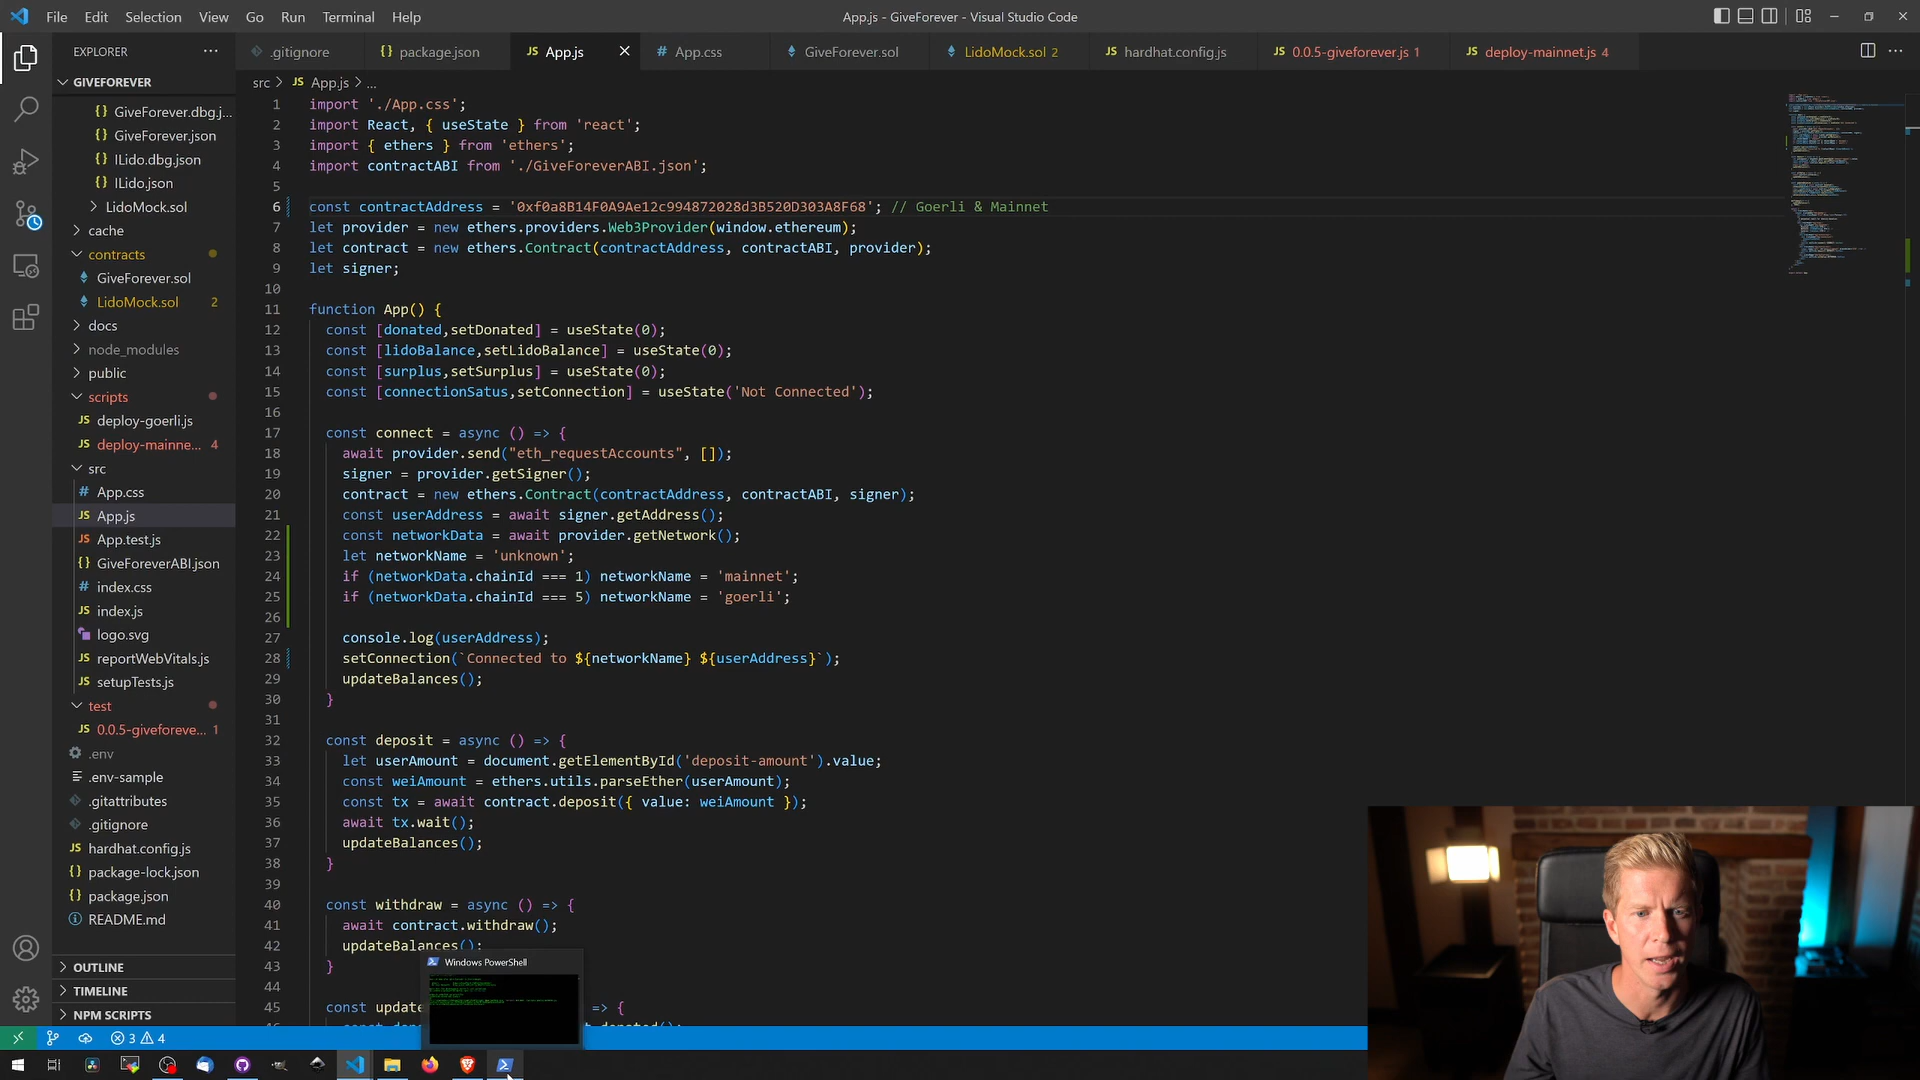 File Edit Selection View Go Run Terminal Help
App.js - GiveForever - Visual Studio Code
EXPLORER
.gitignore
package.json
App.js
App.css
GiveForever.sol
LidoMock.sol 2
hardhat.config.js
0.0.5-giveforever.js 1
deploy-mainnet.js 4
GIVEFOREVER
GiveForever.dbg.j...
GiveForever.json
ILido.dbg.json
ILido.json
LidoMock.sol
cache
contracts
GiveForever.sol
LidoMock.sol 2
docs
node_modules
public
scripts
deploy-goerli.js
deploy-mainne... 4
src
App.css
App.js
App.test.js
GiveForeverABI.json
index.css
index.js
logo.svg
reportWebVitals.js
setupTests.js
test
0.0.5-giveforeve... 1
.env
.env-sample
.gitattributes
.gitignore
hardhat.config.js
package-lock.json
package.json
README.md
OUTLINE
TIMELINE
NPM SCRIPTS
src > JS App.js > ...
1 import './App.css';
2 import React, { useState } from 'react';
3 import { ethers } from 'ethers';
4 import contractABI from './GiveForeverABI.json';
5
6 const contractAddress = '0xf0a8B14F0A9Ae12c994872028d3B520D303A8F68'; // Goerli & Mainnet
7 let provider = new ethers.providers.Web3Provider(window.ethereum);
8 let contract = new ethers.Contract(contractAddress, contractABI, provider);
9 let signer;
10
11 function App() {
12 const [donated,setDonated] = useState(0);
13 const [lidoBalance,setLidoBalance] = useState(0);
14 const [surplus,setSurplus] = useState(0);
15 const [connectionSatus,setConnection] = useState('Not Connected');
16
17 const connect = async () => {
18 await provider.send("eth_requestAccounts", []);
19 signer = provider.getSigner();
20 contract = new ethers.Contract(contractAddress, contractABI, signer);
21 const userAddress = await signer.getAddress();
22 const networkData = await provider.getNetwork();
23 let networkName = 'unknown';
24 if (networkData.chainId === 1) networkName = 'mainnet';
25 if (networkData.chainId === 5) networkName = 'goerli';
26
27 console.log(userAddress);
28 setConnection(`Connected to ${networkName} ${userAddress}`);
29 updateBalances();
30 }
31
32 const deposit = async () => {
33 let userAmount = document.getElementById('deposit-amount').value;
34 const weiAmount = ethers.utils.parseEther(userAmount);
35 const tx = await contract.deposit({ value: weiAmount });
36 await tx.wait();
37 updateBalances();
38 }
39
40 const withdraw = async () => {
41 await contract.withdraw();
42 updateBalances();
43 }
44
45 const update => {
Windows PowerShell
3 4